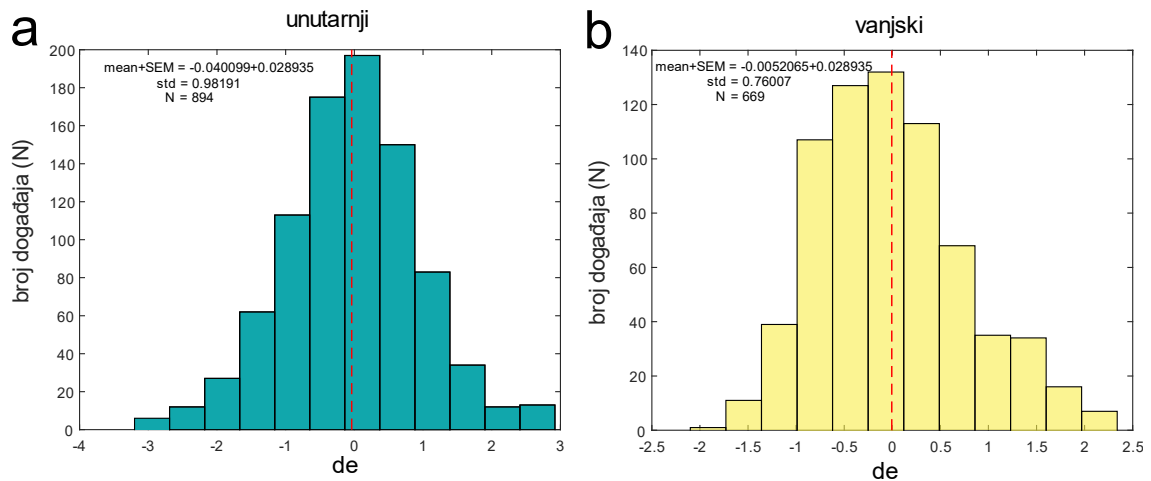 a
unutarnji
mean+SEM = -0.040099+0.028935
std = 0.98191
N = 894
broj događaja (N)
200
180
160
140
120
100
80
60
40
20
0
-4
-3
-2
-1
0
1
2
3
de
b
vanjski
mean+SEM = -0.0052065+0.028935
std = 0.76007
N = 669
broj događaja (N)
140
120
100
80
60
40
20
0
-2.5
-2
-1.5
-1
-0.5
0
0.5
1
1.5
2
2.5
de